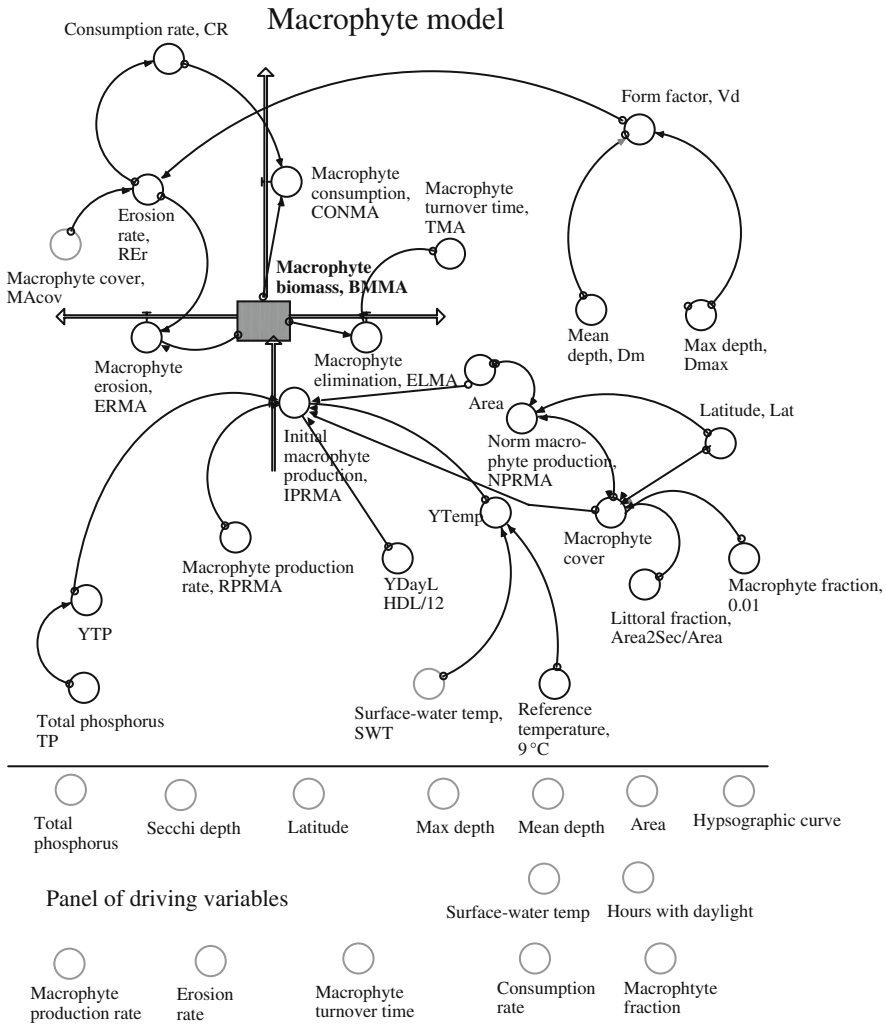 Macrophyte model
Consumption rate, CR
Form factor, Vd
Macrophyte
consumption,
CONMA
Macrophyte
turnover time,
TMA
Erosion
rate,
REr
Macrophyte cover,
MAcov
Macrophyte
biomass, BMMA
Mean
depth, Dm
Max depth,
Dmax
Macrophyte
erosion,
ERMA
Macrophyte
elimination, ELMA
Area
Latitude, Lat
Initial
macrophyte
production,
IPRMA
Norm macro-
phyte production,
NPRMA
YTemp
Macrophyte
cover
Macrophyte production
rate, RPRMA
YDayL
HDL/12
Macrophyte fraction,
0.01
Littoral fraction,
Area2Sec/Area
YTP
Total phosphorus
TP
Surface-water temp,
SWT
Reference
temperature,
9 °C
Total
phosphorus
Secchi depth
Latitude
Max depth
Mean depth
Area
Hypsographic curve
Panel of driving variables
Surface-water temp
Hours with daylight
Macrophyte
production rate
Erosion
rate
Macrophyte
turnover time
Consumption
rate
Macrophtyte
fraction